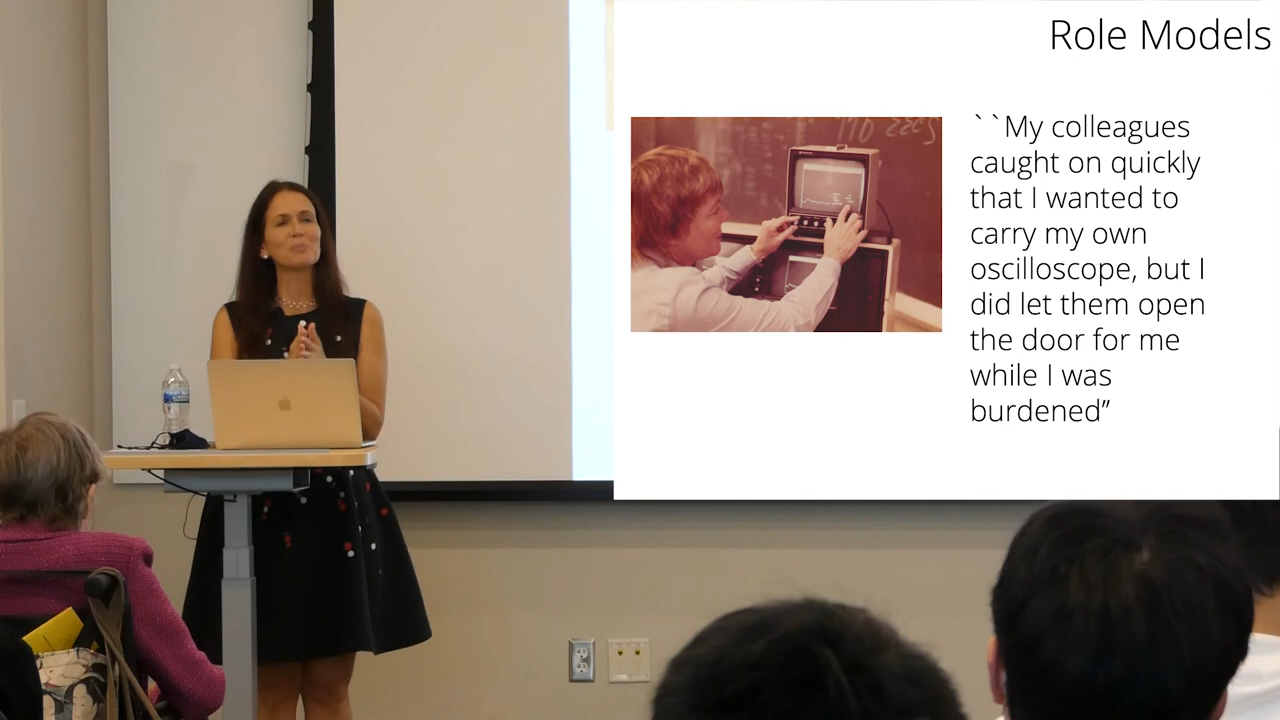 Role Models
``My colleagues
caught on quickly
that I wanted to
carry my own
oscilloscope, but I
did let them open
the door for me
while I was
burdened”